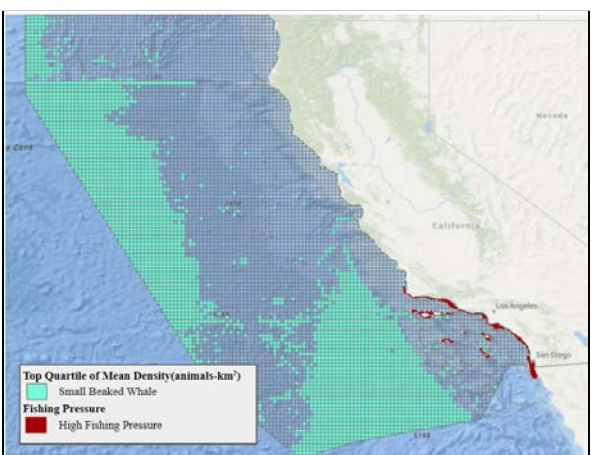 Nevada
e-Zone
California
Los Angeles
San Diego
Top Quartile of Mean Density(animals-km²)
Small Beaked Whale
Fishing Pressure
High Fishing Pressure